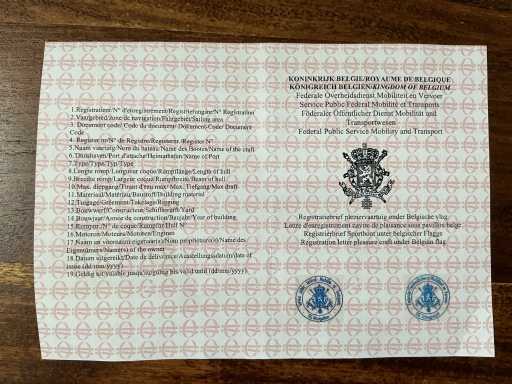 1.Registratienr/N° d'enregistrement/Registriefungnr/N° Registration
2.Vaargebied/zone de navigation/Fahrgebiet/Sailing area
3. Document code/ Code du document/ Document-Code/ Document Code
4. Register nr/N° de Registre/Registernr./Register N°
5. Naam vaartuig/Nom du bateau/Name des Bootes/Name of the craft
6. Thuishaven/Port d'attache/Heimathafen/Name of Port
7.Type/Type/Typ/Type
8.Lengte romp/Longueur coque/Rumpflänge/Length of hull
9.Breedte romp/Largeur coque/Rumpfbreite/Beam of hull
10.Max. diepgang/Tirant d'eau max/ Max. Tiefgang/Max draft
11.Materiaal/Matériau/Baustoff/Building material
12.Tuigage/Gréement/Takelage/Rigging
13.Bouwwerf/Constructeur/Schiffwerft/Yard
14.Bouwjaar/Année de construction/Baujahr/Year of building
15.Rompnr./N° de coque/Rumpfnr/Hull N°
16.Motoren/Moteurs/Motoren/Engines
17.Naam en voornamen eigenaar(s)/Nom propriétaire(s)/Name des Eigentümers/Name(s) of the owner
18.Datum uitgereikt/Date de délivrance/Ausstellungsdatum/date of issue (dd/mm/yyyy)
19.Geldig tot/valable jusqu'au/gültig bis/valid until (dd/mm/yyyy)
KONINKRIJK BELGIE/ROYAUME DE BELGIQUE
KÖNIGREICH BELGIEN/KINGDOM OF BELGIUM
Federale Overheidsdienst Mobiliteit en Vervoer
Service Public Fédéral Mobilité et Transports
Föderaler Öffentlicher Dienst Mobilität und
Transportwesen
Federal Public Service Mobility and Transport
Registratiebrief pleziervaartuig onder Belgische vlag
Lettre d'enregistrement navire de plaisance sous pavillon belge
Registrierbrief Sportboot unter belgischer Flagge
Registration letter pleasure craft under Belgian flag